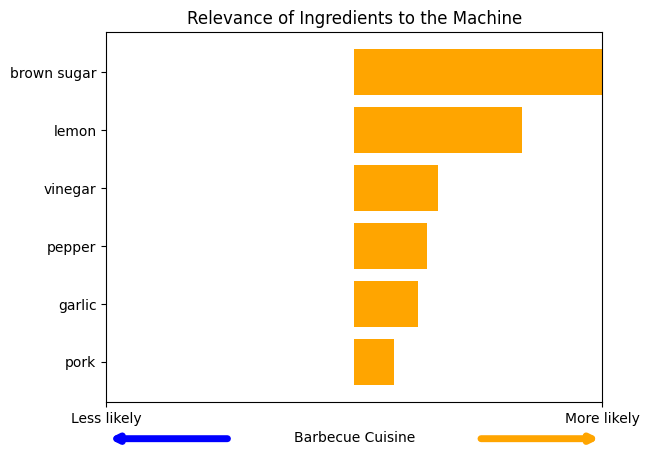 Relevance of Ingredients to the Machine
brown sugar
lemon
vinegar
pepper
garlic
pork
Less likely
More likely
Barbecue Cuisine